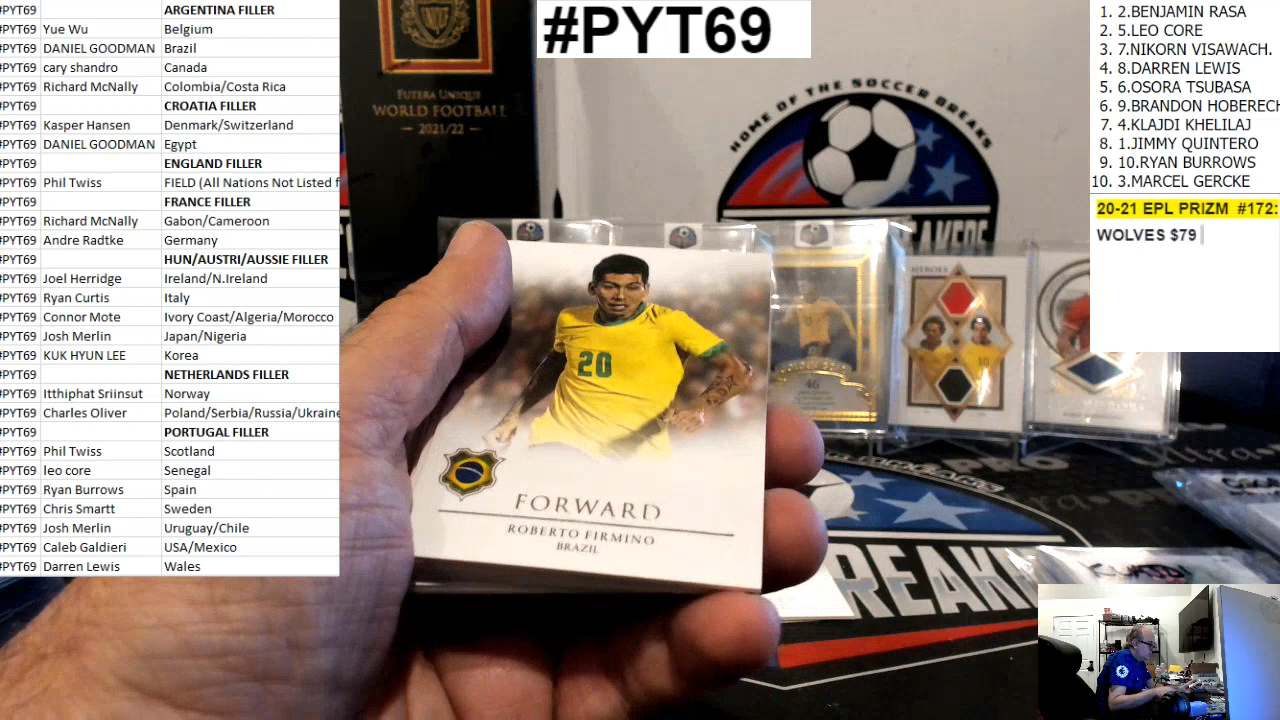 #PYT69 ARGENTINA FILLER
#PYT69 Yue Wu Belgium
#PYT69 DANIEL GOODMAN Brazil
#PYT69 cary shandro Canada
#PYT69 Richard McNally Colombia/Costa Rica
#PYT69 CROATIA FILLER
#PYT69 Kasper Hansen Denmark/Switzerland
#PYT69 DANIEL GOODMAN Egypt
#PYT69 ENGLAND FILLER
#PYT69 Phil Twiss FIELD (All Nations Not Listed f
#PYT69 FRANCE FILLER
#PYT69 Richard McNally Gabon/Cameroon
#PYT69 Andre Radtke Germany
#PYT69 HUN/AUSTRI/AUSSIE FILLER
#PYT69 Joel Herridge Ireland/N.Ireland
#PYT69 Ryan Curtis Italy
#PYT69 Connor Mote Ivory Coast/Algeria/Morocco
#PYT69 Josh Merlin Japan/Nigeria
#PYT69 KUK HYUN LEE Korea
#PYT69 NETHERLANDS FILLER
#PYT69 Itthiphat Sriinsut Norway
#PYT69 Charles Oliver Poland/Serbia/Russia/Ukraine
#PYT69 PORTUGAL FILLER
#PYT69 Phil Twiss Scotland
#PYT69 leo core Senegal
#PYT69 Ryan Burrows Spain
#PYT69 Chris Smartt Sweden
#PYT69 Josh Merlin Uruguay/Chile
#PYT69 Caleb Galdieri USA/Mexico
#PYT69 Darren Lewis Wales
FUTERA UNIQUE
WORLD FOOTBALL
2021/22
#PYT69
HOME OF THE SOCCER BREAKS
BREAKERS
20
FORWARD
ROBERTO FIRMINO
BRAZIL
46
HEROES
10
BREAKERS
1. 2.BENJAMIN RASA
2. 5.LEO CORE
3. 7.NIKORN VISAWACH.
4. 8.DARREN LEWIS
5. 6.OSORA TSUBASA
6. 9.BRANDON HOBERECH
7. 4.KLAJDI KHELILAJ
8. 1.JIMMY QUINTERO
9. 10.RYAN BURROWS
10. 3.MARCEL GERCKE
20-21 EPL PRIZM #172:
WOLVES $79